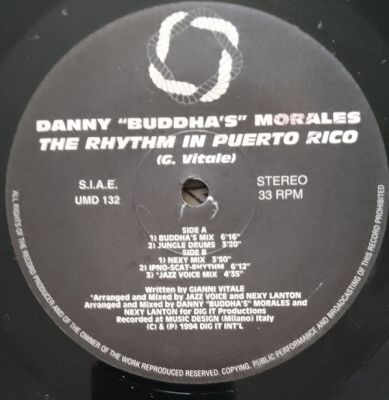 DANNY "BUDDHA'S" MORALES
THE RHYTHM IN PUERTO RICO
(G. Vitale)
S.I.A.E.
UMD 132
STEREO
33 RPM
SIDE A
1) BUDDHA'S MIX 6'16"
2) JUNGLE DRUMS 3'20"
SIDE B
1) NEXY MIX 3'50"
2) IPNO-SCAT-RHYTHM 6'12"
3) *JAZZ VOICE MIX 4'35"
Written by GIANNI VITALE
*Arranged and Mixed by JAZZ VOICE and NEXY LANTON
Arranged and Mixed by DANNY "BUDDHA'S" MORALES and
NEXY LANTON for DIG IT Productions
Recorded at MUSIC DESIGN (Milano) Italy
(C) & (P) 1994 DIG IT INT'L
ALL RIGHTS OF THE RECORD PRODUCERS AND OF THE OWNER OF THE WORK REPRODUCED RESERVED. COPYING, PUBLIC PERFORMANCE AND BROADCASTING OF THIS RECORD PROHIBITED